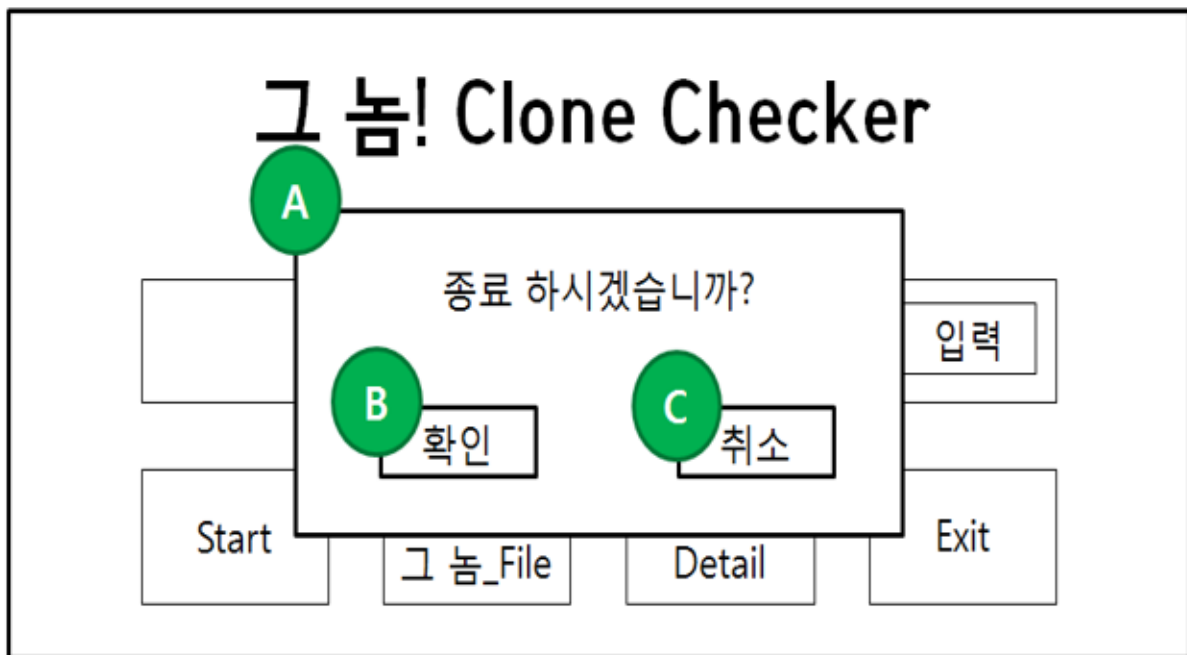 그 놈! Clone Checker
A
종료 하시겠습니까?
입력
B
C
확인
취소
Start
그 놈_File
Detail
Exit